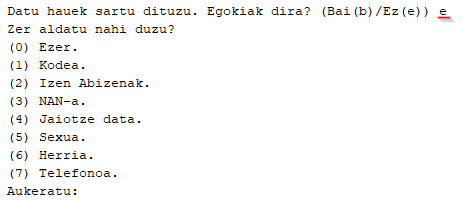 Datu hauek sartu dituzu. Egokiak dira? (Bai(b)/Ez(e)) e
Zer aldatu nahi duzu?
(0) Ezer.
(1) Kodea.
(2) Izen Abizenak.
(3) NAN-a.
(4) Jaiotze data.
(5) Sexua.
(6) Herria.
(7) Telefonoa.
Aukeratu: